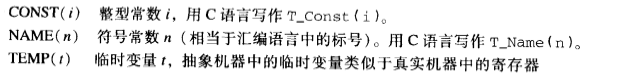 CONST(i) 整型常数 i，用 C 语言写作 T_Const(i)。
NAME(n) 符号常数 n（相当于汇编语言中的标号）。用 C 语言写作 T_Name(n)。
TEMP(t) 临时变量 t，抽象机器中的临时变量类似于真实机器中的寄存器